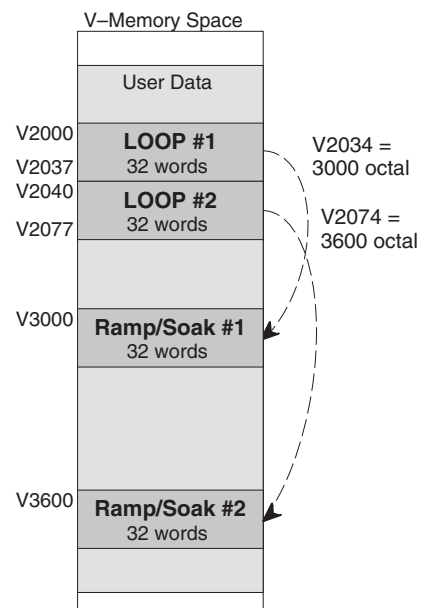 V–Memory Space
User Data
V2000
LOOP #1
V2037
32 words
V2040
LOOP #2
V2077
32 words
V2034 =
3000 octal
V2074 =
3600 octal
V3000
Ramp/Soak #1
32 words
V3600
Ramp/Soak #2
32 words